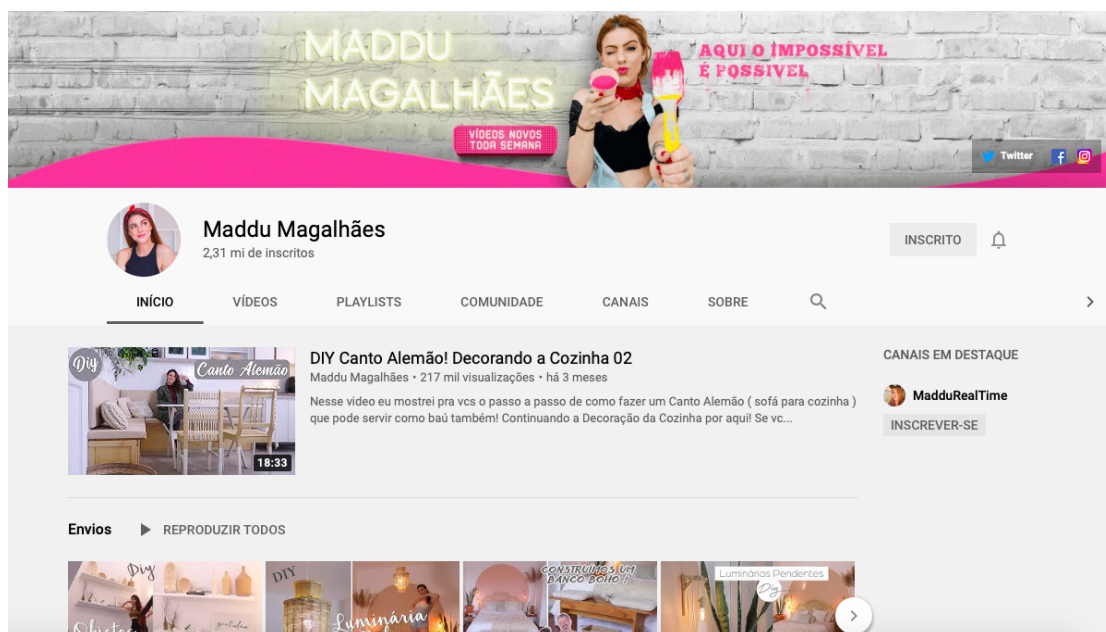 MADDU
MAGALHÃES
VÍDEOS NOVOS
TODA SEMANA
AQUI O IMPOSSÍVEL
É POSSIVEL
Twitter
Maddu Magalhães
2,31 mi de inscritos
INSCRITO
INÍCIO VÍDEOS PLAYLISTS COMUNIDADE CANAIS SOBRE
Diy
Canto Alemão
18:33
DIY Canto Alemão! Decorando a Cozinha 02
Maddu Magalhães • 217 mil visualizações • há 3 meses
Nesse video eu mostrei pra vcs o passo a passo de como fazer um Canto Alemão ( sofá para cozinha )
que pode servir como baú também! Continuando a Decoração da Cozinha por aqui! Se vc...
CANAIS EM DESTAQUE
MadduRealTime
INSCREVER-SE
Envios REPRODUZIR TODOS
Diy
Objetos
DIY
Luminária
CONSTRUÍMOS UM
BANCO BOHO !
Luminárias Pendentes
Diy